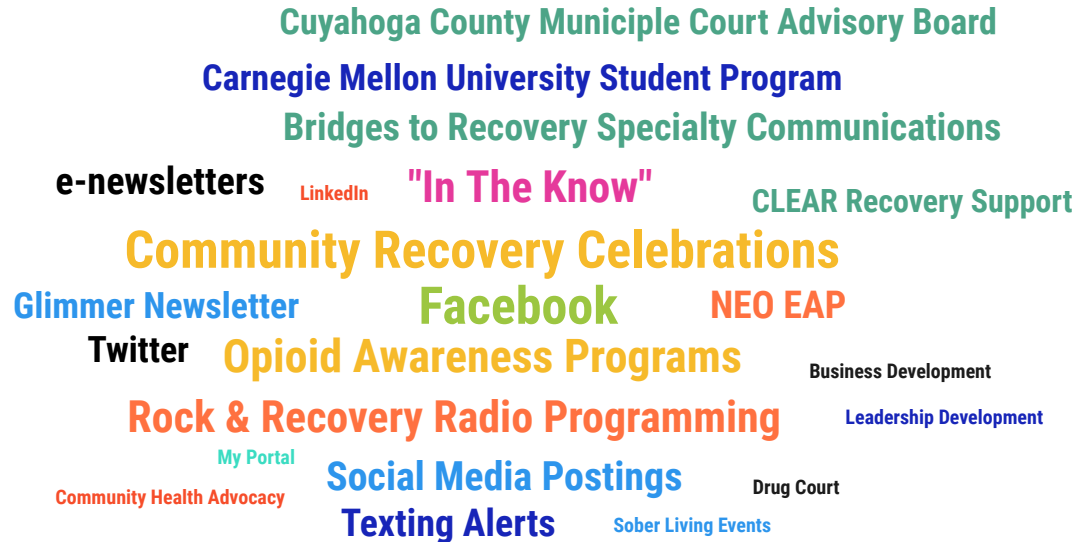 Cuyahoga County Municiple Court Advisory Board
Carnegie Mellon University Student Program
Bridges to Recovery Specialty Communications
e-newsletters
LinkedIn
"In The Know"
CLEAR Recovery Support
Community Recovery Celebrations
Glimmer Newsletter
Facebook
NEO EAP
Twitter
Opioid Awareness Programs
Business Development
Rock & Recovery Radio Programming
Leadership Development
My Portal
Social Media Postings
Drug Court
Community Health Advocacy
Texting Alerts
Sober Living Events